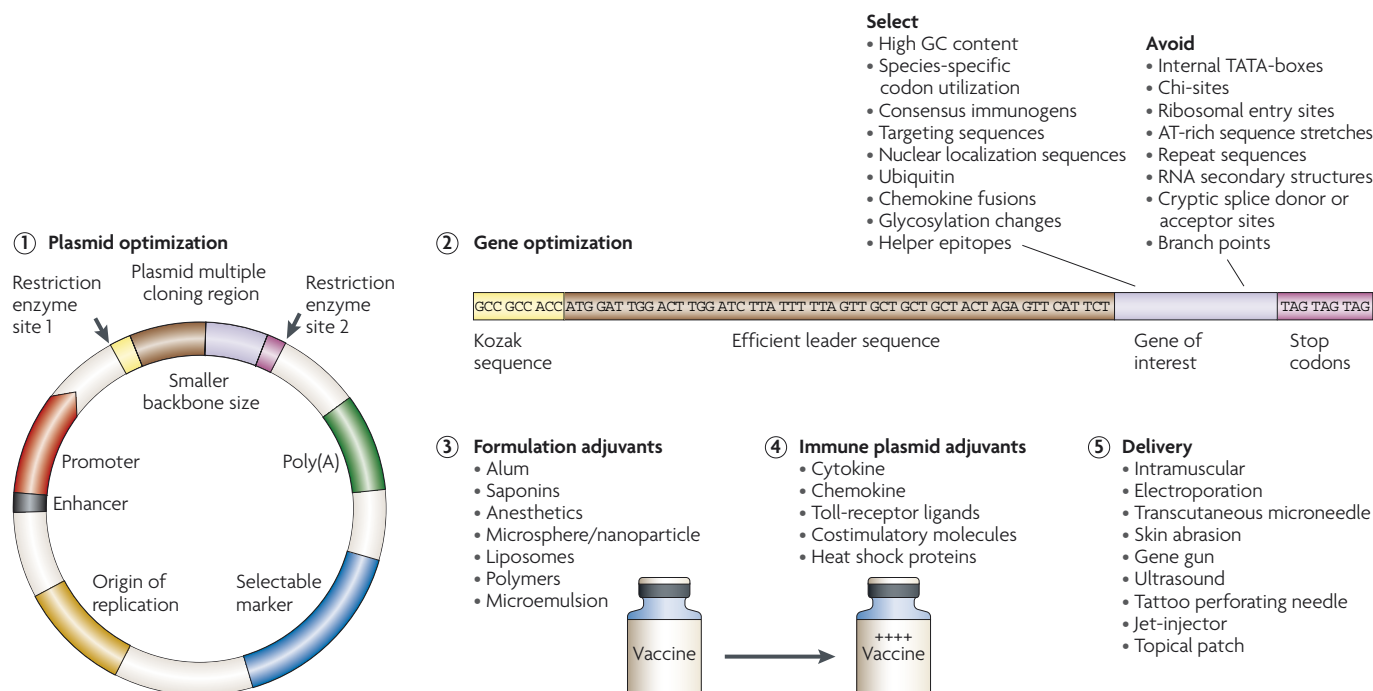 ① Plasmid optimization
Restriction
enzyme
site 1
Plasmid multiple
cloning region
Restriction
enzyme
site 2
Smaller
backbone size
Promoter
Poly(A)
Enhancer
Origin of
replication
Selectable
marker
② Gene optimization
Select
• High GC content
• Species-specific
codon utilization
• Consensus immunogens
• Targeting sequences
• Nuclear localization sequences
• Ubiquitin
• Chemokine fusions
• Glycosylation changes
• Helper epitopes
Avoid
• Internal TATA-boxes
• Chi-sites
• Ribosomal entry sites
• AT-rich sequence stretches
• Repeat sequences
• RNA secondary structures
• Cryptic splice donor or
acceptor sites
• Branch points
GCC GCC ACC ATG GAT TGG ACT TGG ATC TTA TTT TTA GTT GCT GCT GCT ACT AGA GTT CAT TCT TAG TAG TAG
Kozak
sequence
Efficient leader sequence
Gene of
interest
Stop
codons
③ Formulation adjuvants
• Alum
• Saponins
• Anesthetics
• Microsphere/nanoparticle
• Liposomes
• Polymers
• Microemulsion
Vaccine
④ Immune plasmid adjuvants
• Cytokine
• Chemokine
• Toll-receptor ligands
• Costimulatory molecules
• Heat shock proteins
++++
Vaccine
⑤ Delivery
• Intramuscular
• Electroporation
• Transcutaneous microneedle
• Skin abrasion
• Gene gun
• Ultrasound
• Tattoo perforating needle
• Jet-injector
• Topical patch